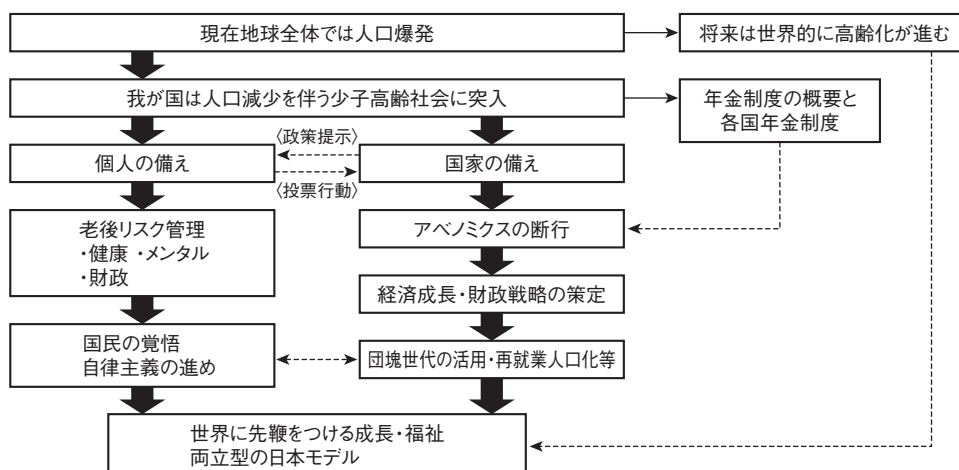 現在地球全体では人口爆発
将来は世界的に高齢化が進む
我が国は人口減少を伴う少子高齢社会に突入
年金制度の概要と
各国年金制度
〈政策提示〉
個人の備え
国家の備え
〈投票行動〉
老後リスク管理
・健康・メンタル
・財政
アベノミクスの断行
経済成長・財政戦略の策定
国民の覚悟
自律主義の進め
団塊世代の活用・再就業人口化等
世界に先鞭をつける成長・福祉
両立型の日本モデル